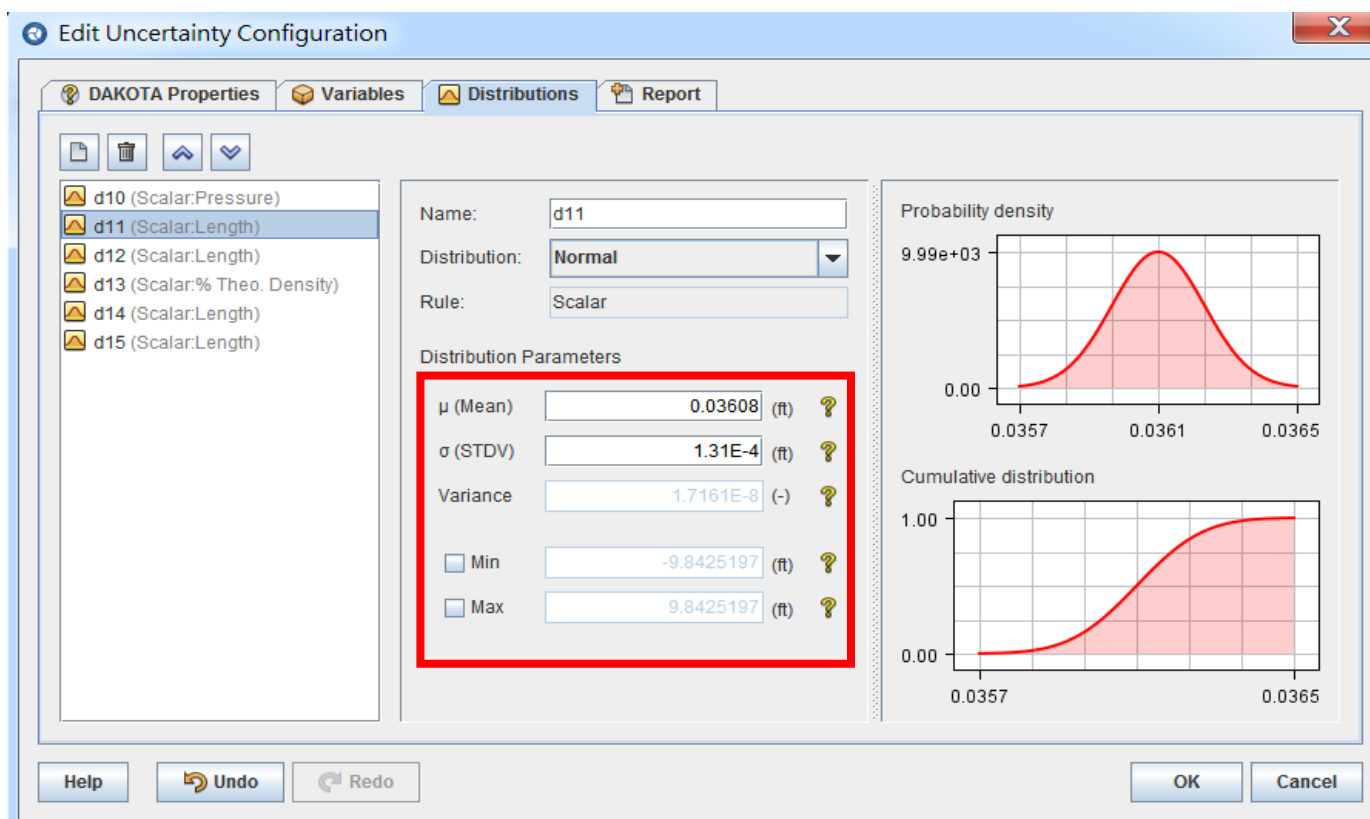 Edit Uncertainty Configuration
DAKOTA Properties Variables Distributions Report
d10 (Scalar:Pressure)
d11 (Scalar:Length)
d12 (Scalar:Length)
d13 (Scalar:% Theo. Density)
d14 (Scalar:Length)
d15 (Scalar:Length)
Name: d11
Distribution: Normal
Rule: Scalar
Distribution Parameters
μ (Mean) 0.03608 (ft) ?
σ (STDV) 1.31E-4 (ft) ?
Variance 1.7161E-8 (-) ?
Min -9.8425197 (ft) ?
Max 9.8425197 (ft) ?
Probability density
9.99e+03
0.00
0.0357 0.0361 0.0365
Cumulative distribution
1.00
0.00
0.0357 0.0365
Help Undo Redo OK Cancel